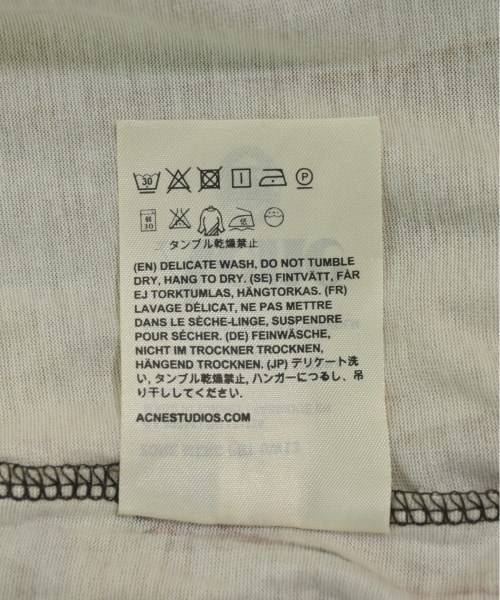 30 P
弱
30
タンブル乾燥禁止
(EN) DELICATE WASH, DO NOT TUMBLE
DRY, HANG TO DRY. (SE) FINTVÄTT, FÅR
EJ TORKTUMLAS, HÄNGTORKAS. (FR)
LAVAGE DÉLICAT, NE PAS METTRE
DANS LE SÈCHE-LINGE, SUSPENDRE
POUR SÉCHER. (DE) FEINWÄSCHE,
NICHT IM TROCKNER TROCKNEN,
HÄNGEND TROCKNEN. (JP) デリケート洗
い, タンブル乾燥禁止, ハンガーにつるし、吊
り干ししてください.
ACNESTUDIOS.COM